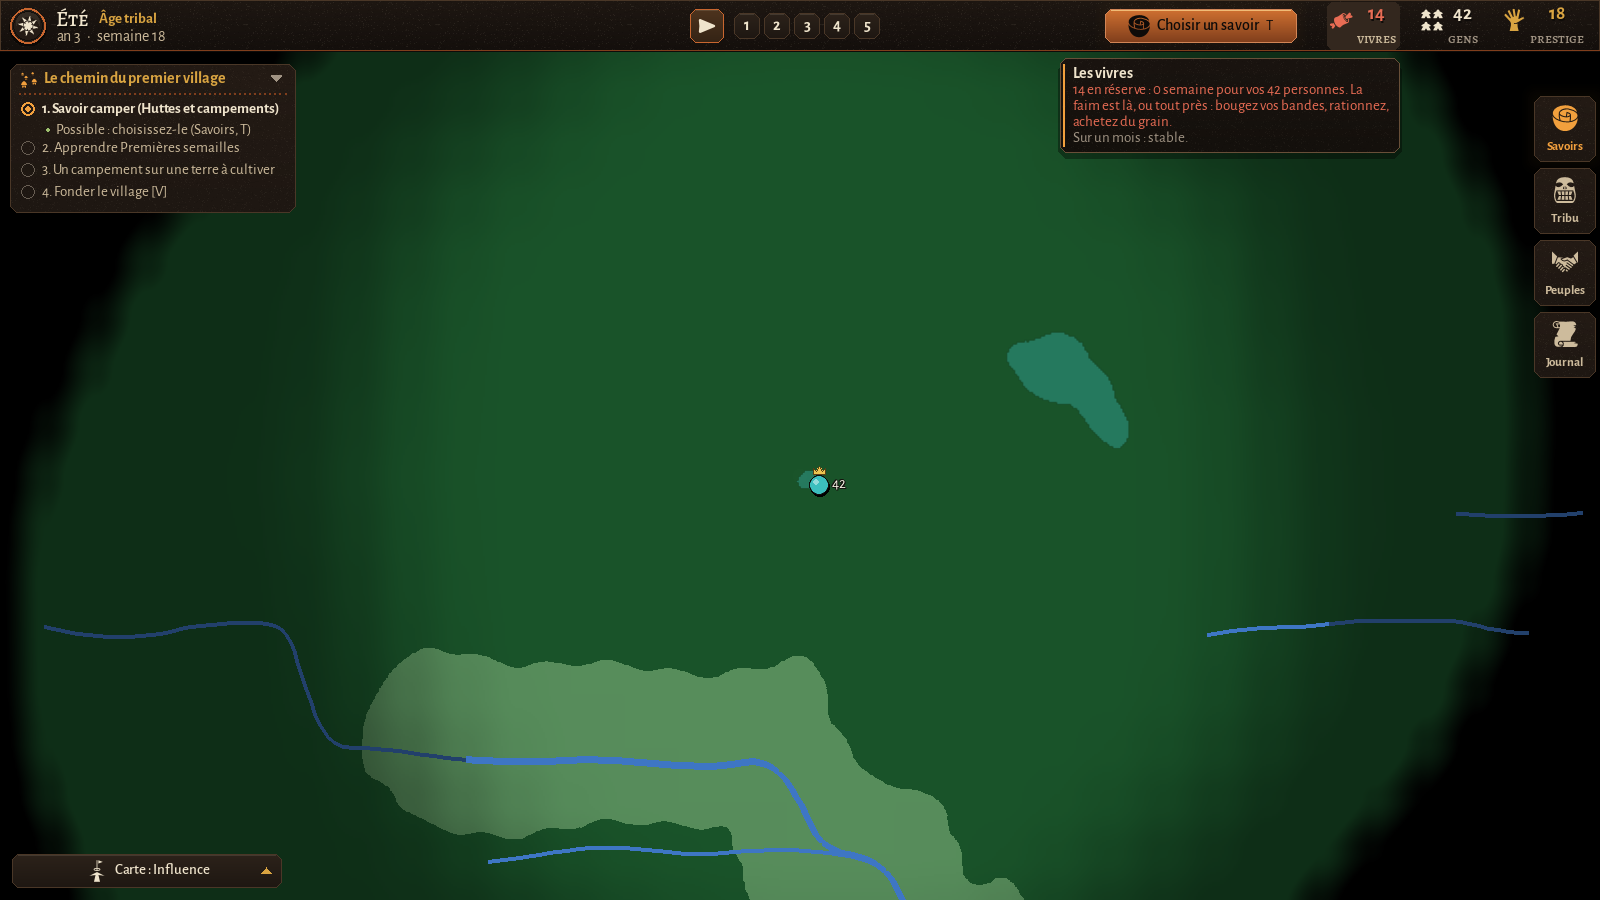 ÉTÉ Âge tribal
an 3 · semaine 18
1 2 3 4 5
Choisir un savoir T
14 VIVRES
42 GENS
18 PRESTIGE
Le chemin du premier village
1. Savoir camper (Huttes et campements)
• Possible : choisissez-le (Savoirs, T)
2. Apprendre Premières semailles
3. Un campement sur une terre à cultiver
4. Fonder le village [V]
Les vivres
14 en réserve : 0 semaine pour vos 42 personnes. La
faim est là, ou tout près : bougez vos bandes, rationnez,
achetez du grain.
Sur un mois : stable.
Savoirs
Tribu
Peuples
Journal
42
Carte : Influence